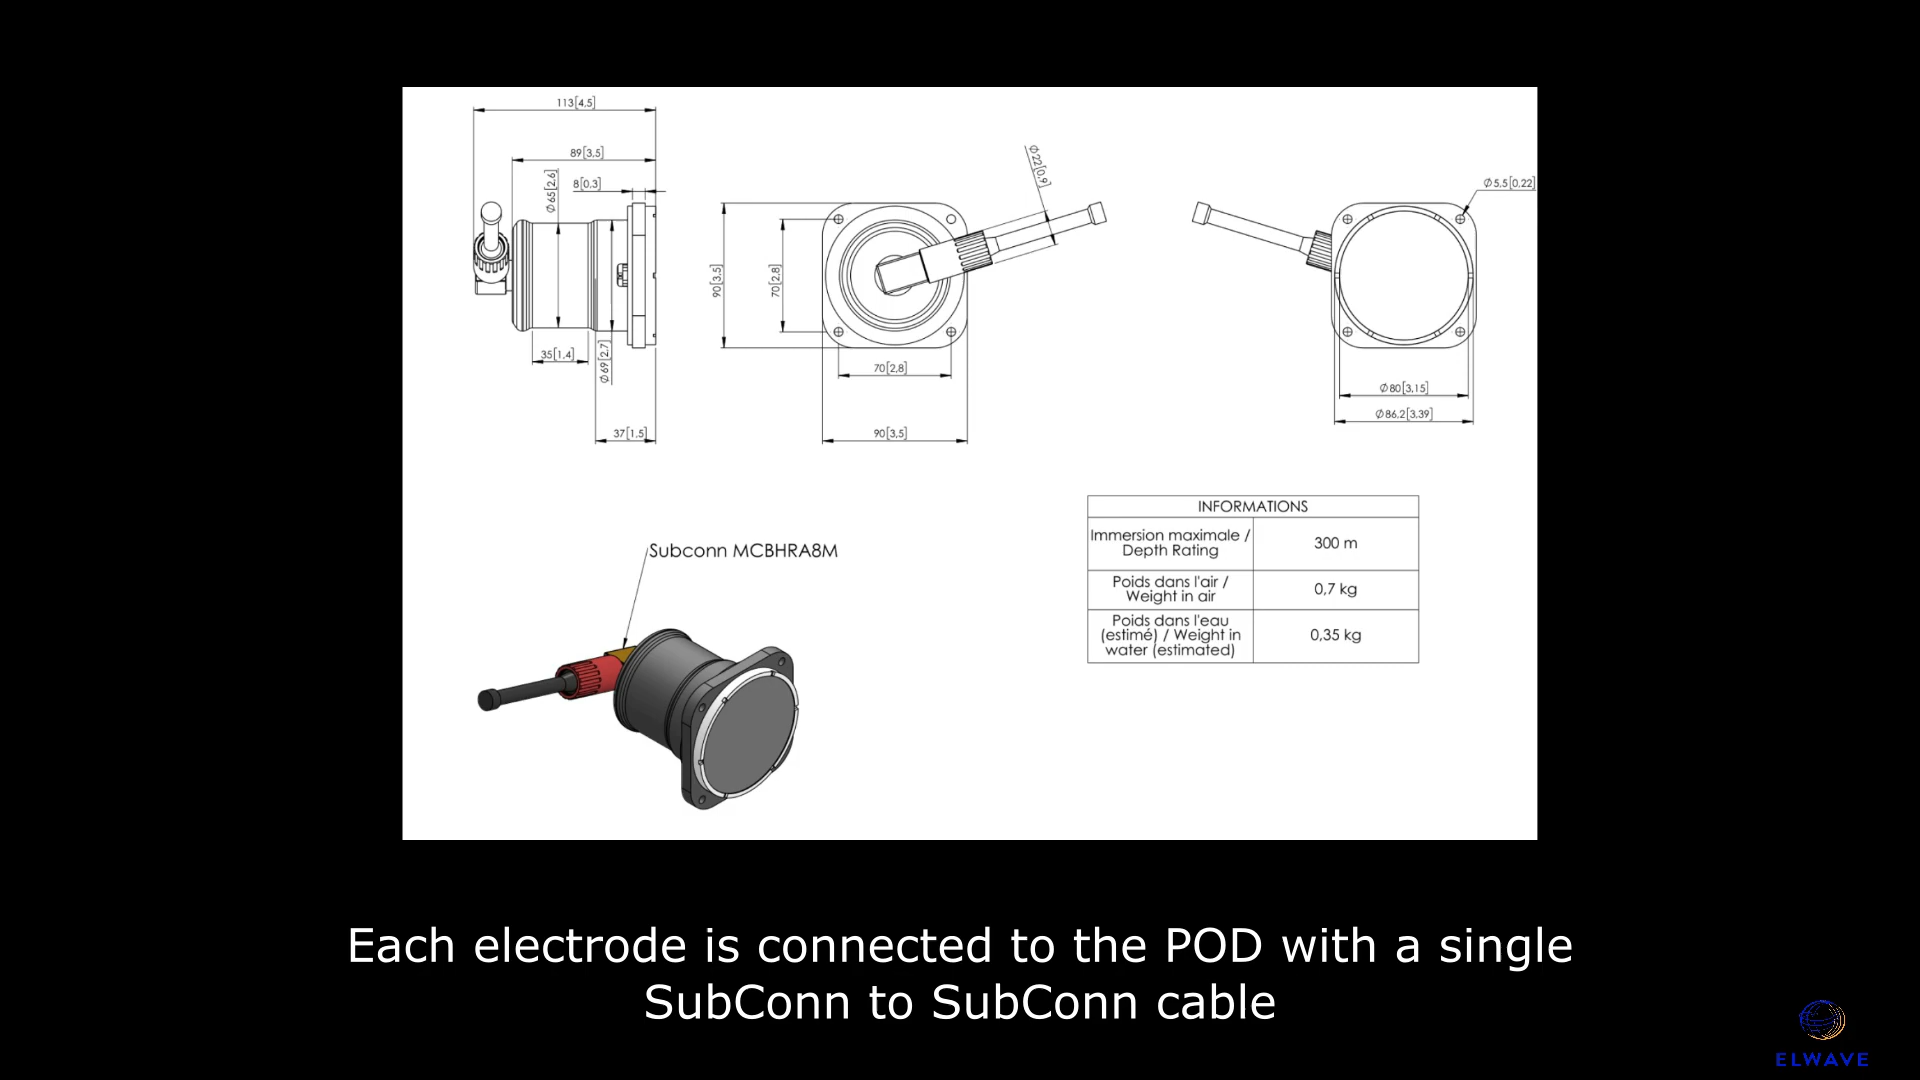 113[4,5]
89[3,5]
8[0,3]
Ø65[2,6]
35[1,4]
Ø69[2,7]
37[1,5]
90[3,5]
70[2,8]
Ø22[0,9]
70[2,8]
90[3,5]
Ø5,5[0,22]
Ø80[3,15]
Ø86,2[3,39]
Subconn MCBHRA8M
INFORMATIONS
Immersion maximale /
Depth Rating
300 m
Poids dans l'air /
Weight in air
0,7 kg
Poids dans l'eau
(estimé) / Weight in
water (estimated)
0,35 kg
Each electrode is connected to the POD with a single
SubConn to SubConn cable
ELWAVE